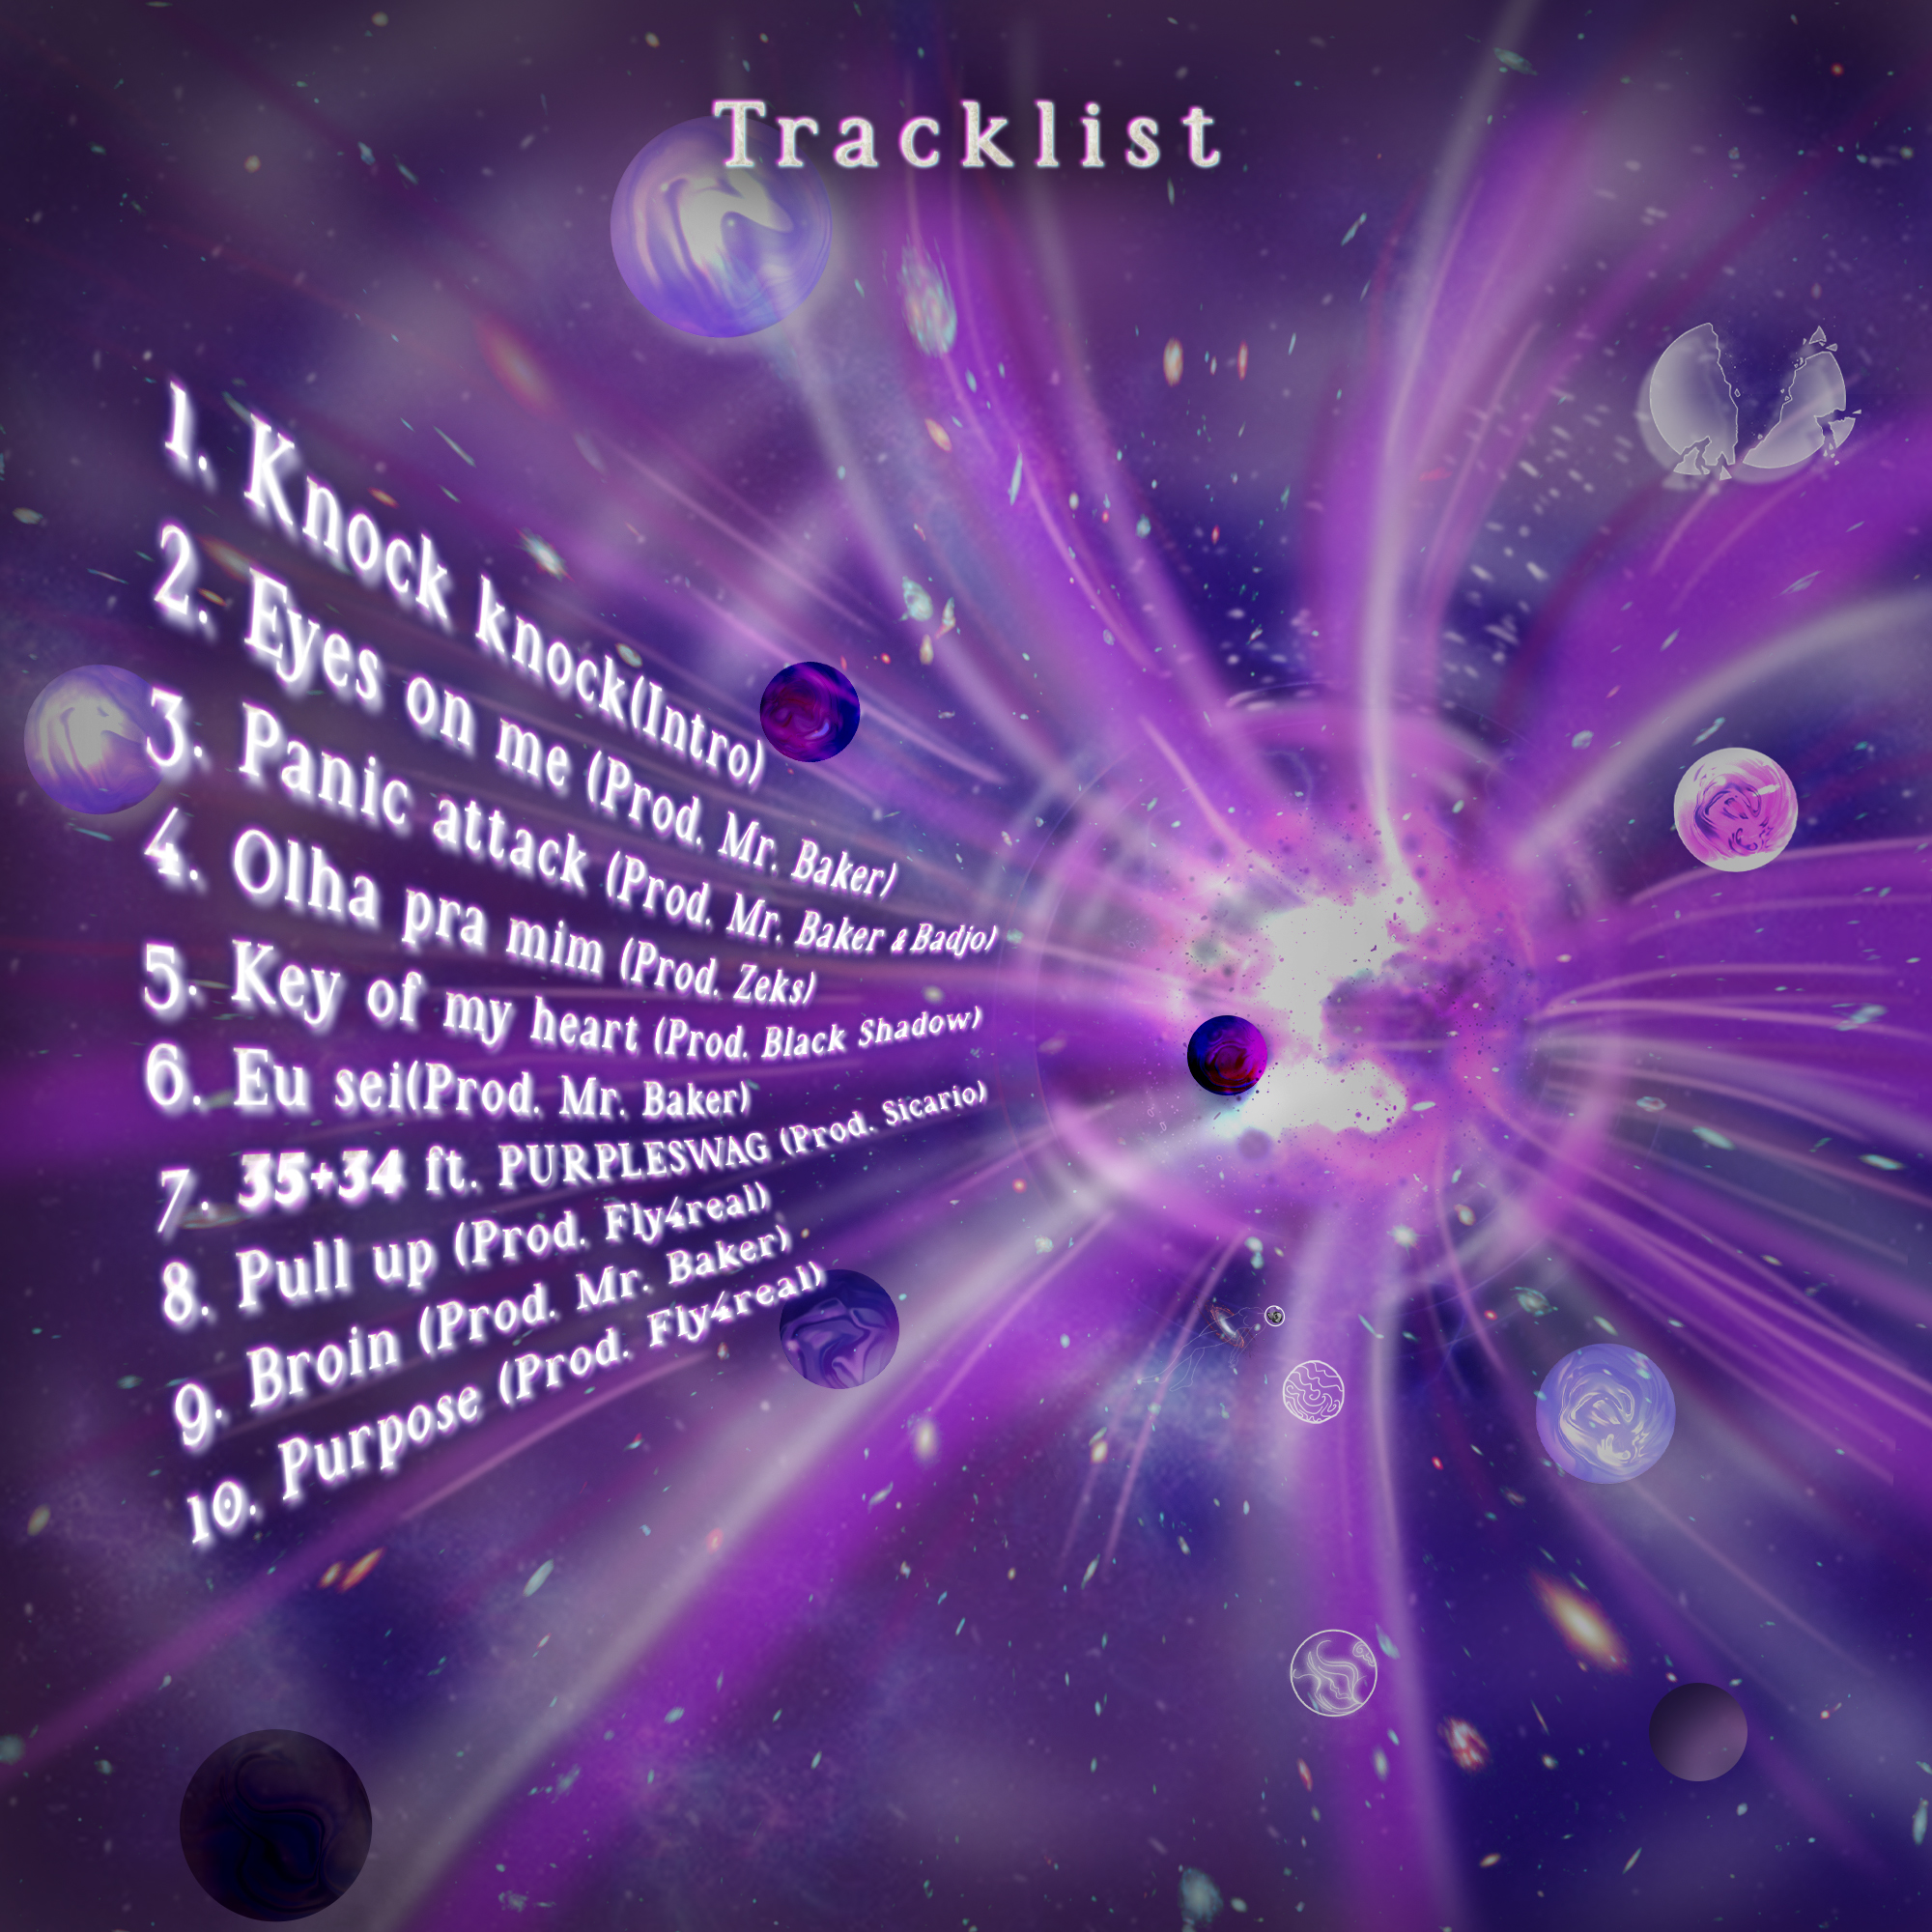 Tracklist
1. Knock knock(Intro)
2. Eyes on me (Prod. Mr. Baker)
3. Panic attack (Prod. Mr. Baker & Badjo)
4. Olha pra mim (Prod. Zeks)
5. Key of my heart (Prod. Black Shadow)
6. Eu sei(Prod. Mr. Baker)
7. 35+34 ft. PURPLESWAG (Prod. Sicario)
8. Pull up (Prod. Fly4real)
9. Broin (Prod. Mr. Baker)
10. Purpose (Prod. Fly4real)